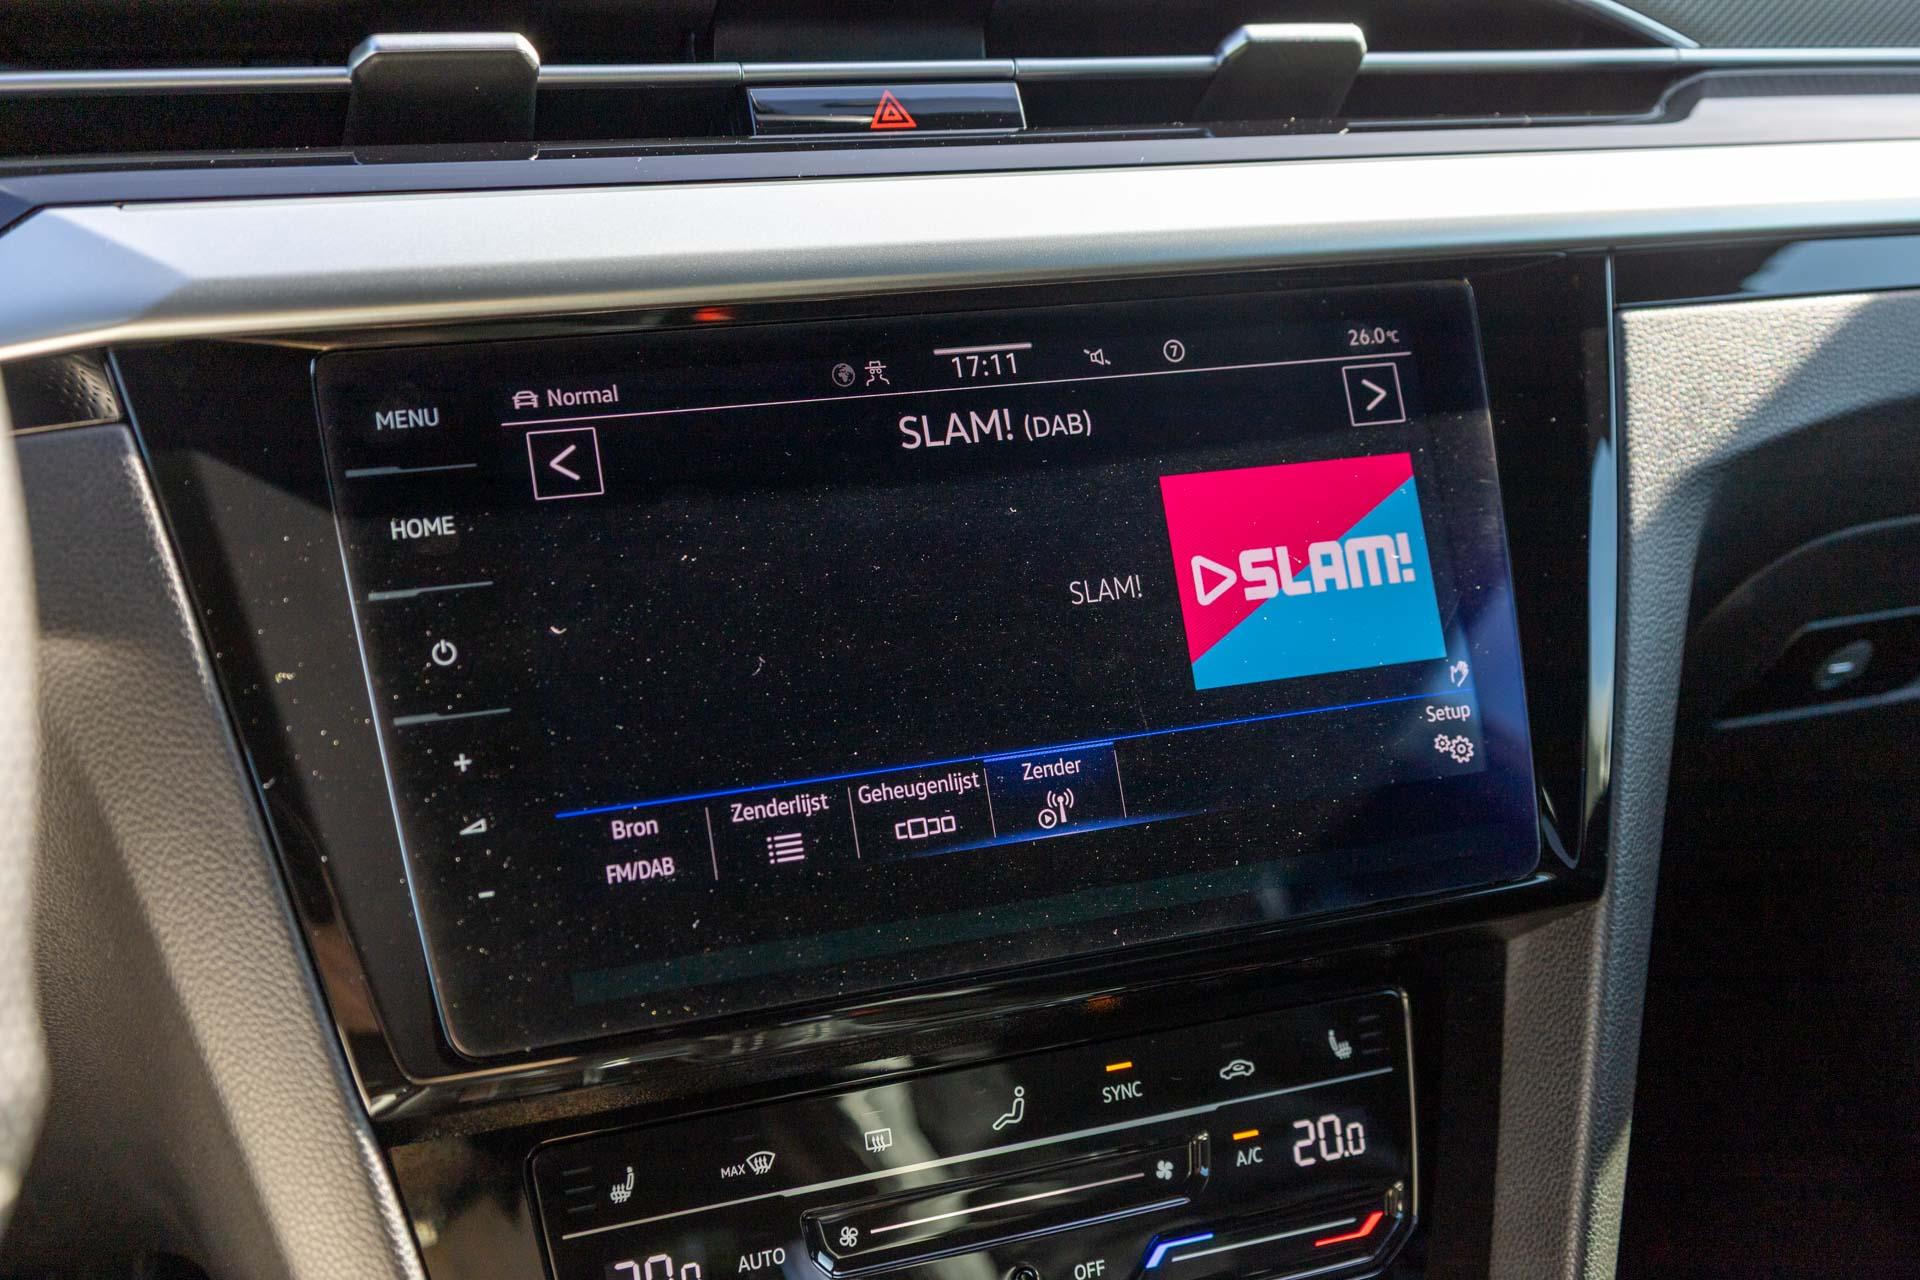 Normal
17:11
7
26.0°C
MENU
HOME
+
-
<
SLAM! (DAB)
>
SLAM!
SLAM!
Setup
Bron
FM/DAB
Zenderlijst
Geheugenlijst
Zender
SYNC
MAX
A/C
20.0
AUTO
OFF